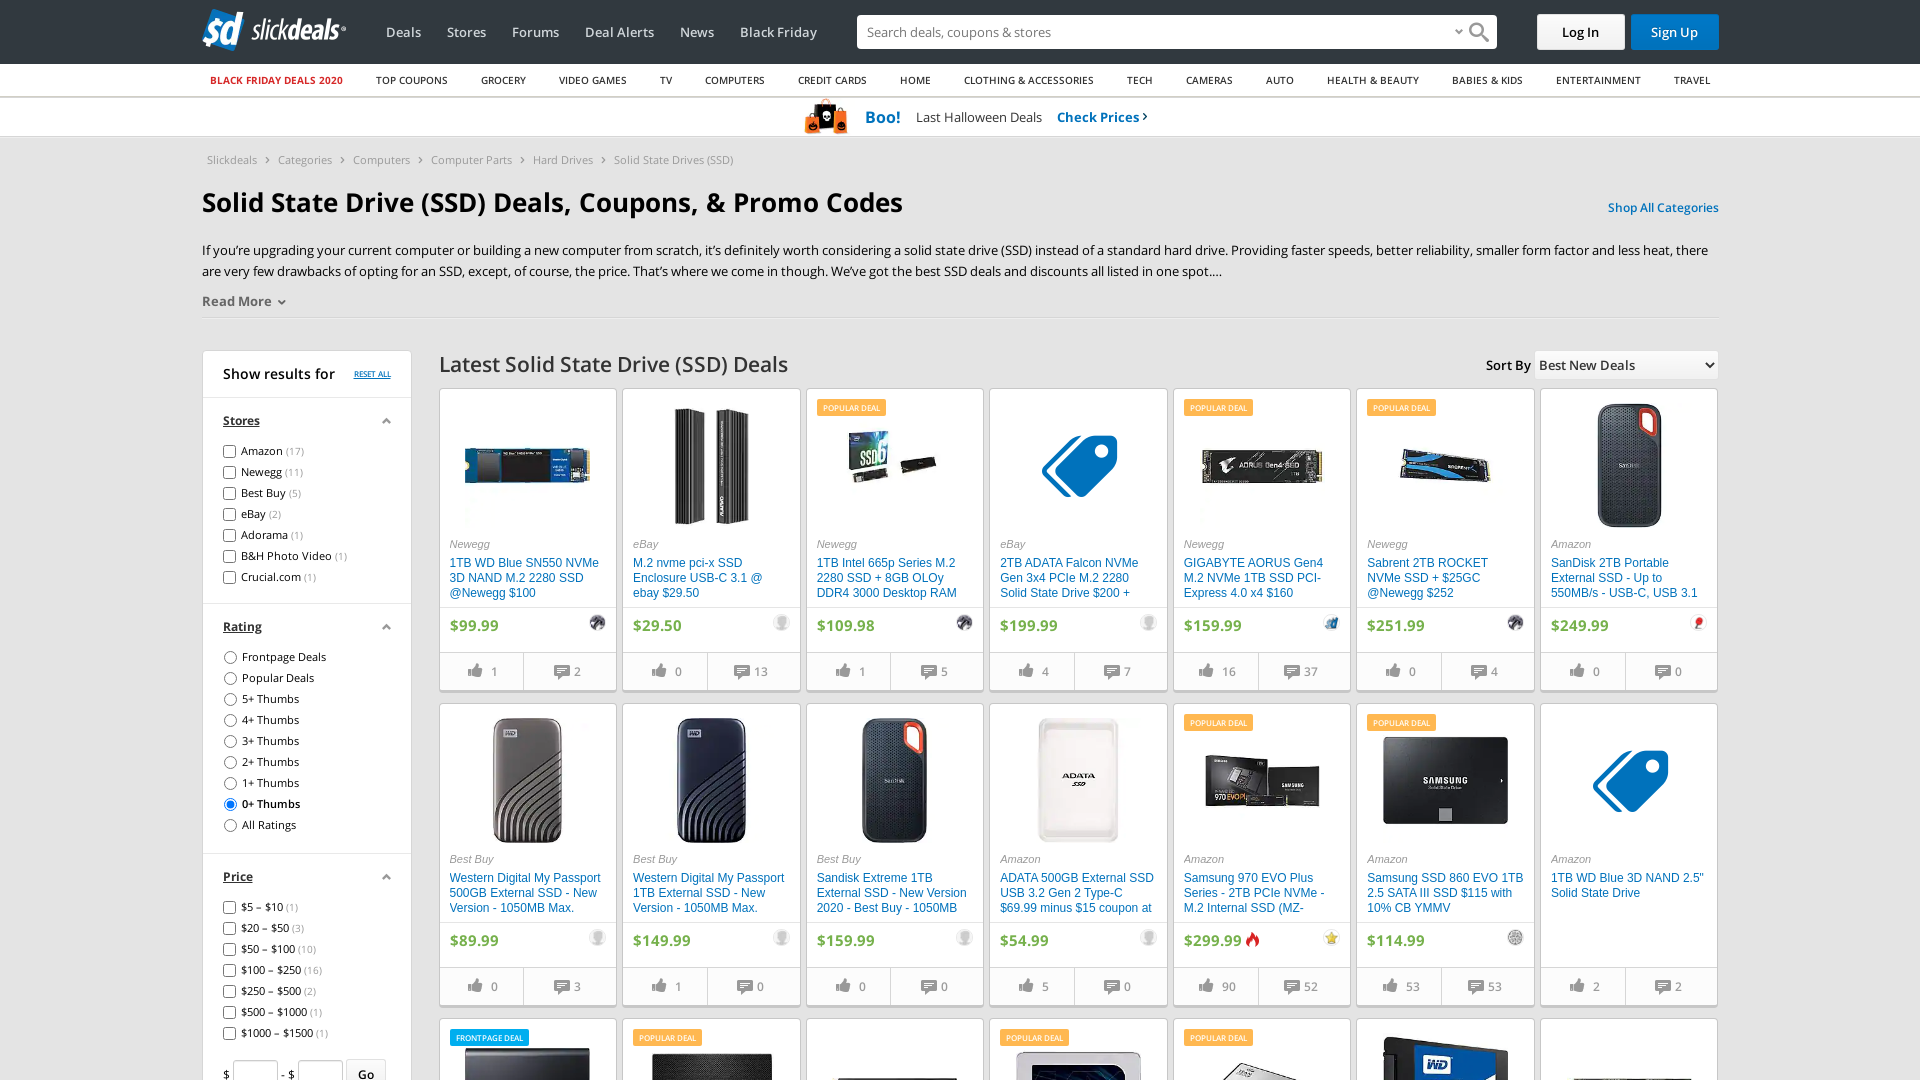 slickdeals
Deals
Stores
Forums
Deal Alerts
News
Black Friday
Search deals, coupons & stores
Log In
Sign Up
BLACK FRIDAY DEALS 2020
TOP COUPONS
GROCERY
VIDEO GAMES
TV
COMPUTERS
CREDIT CARDS
HOME
CLOTHING & ACCESSORIES
TECH
CAMERAS
AUTO
HEALTH & BEAUTY
BABIES & KIDS
ENTERTAINMENT
TRAVEL
Boo! Last Halloween Deals Check Prices
Slickdeals
Categories
Computers
Computer Parts
Hard Drives
Solid State Drives (SSD)
Solid State Drive (SSD) Deals, Coupons, & Promo Codes
Shop All Categories
If you’re upgrading your current computer or building a new computer from scratch, it’s definitely worth considering a solid state drive (SSD) instead of a standard hard drive. Providing faster speeds, better reliability, smaller form factor and less heat, there
are very few drawbacks of opting for an SSD, except, of course, the price. That’s where we come in though. We’ve got the best SSD deals and discounts all listed in one spot.…
Read More
Show results for
RESET ALL
Stores
Amazon (17)
Newegg (11)
Best Buy (5)
eBay (2)
Adorama (1)
B&H Photo Video (1)
Crucial.com (1)
Rating
Frontpage Deals
Popular Deals
5+ Thumbs
4+ Thumbs
3+ Thumbs
2+ Thumbs
1+ Thumbs
0+ Thumbs
All Ratings
Price
$5 – $10 (1)
$20 – $50 (3)
$50 – $100 (10)
$100 – $250 (16)
$250 – $500 (2)
$500 – $1000 (1)
$1000 – $1500 (1)
$ - $ Go
Latest Solid State Drive (SSD) Deals
Sort By Best New Deals
Newegg
1TB WD Blue SN550 NVMe
3D NAND M.2 2280 SSD
@Newegg $100
$99.99
1
2
eBay
M.2 nvme pci-x SSD
Enclosure USB-C 3.1 @
ebay $29.50
$29.50
0
13
POPULAR DEAL
SSD 6
Newegg
1TB Intel 665p Series M.2
2280 SSD + 8GB OLOy
DDR4 3000 Desktop RAM
$109.98
1
5
eBay
2TB ADATA Falcon NVMe
Gen 3x4 PCIe M.2 2280
Solid State Drive $200 +
$199.99
4
7
POPULAR DEAL
AORUS Gen4 SSD
Newegg
GIGABYTE AORUS Gen4
M.2 NVMe 1TB SSD PCI-
Express 4.0 x4 $160
$159.99
16
37
POPULAR DEAL
SABRENT
Newegg
Sabrent 2TB ROCKET
NVMe SSD + $25GC
@Newegg $252
$251.99
0
4
SanDisk
Amazon
SanDisk 2TB Portable
External SSD - Up to
550MB/s - USB-C, USB 3.1
$249.99
0
0
WD
Best Buy
Western Digital My Passport
500GB External SSD - New
Version - 1050MB Max.
$89.99
0
3
WD
Best Buy
Western Digital My Passport
1TB External SSD - New
Version - 1050MB Max.
$149.99
1
0
SanDisk
Best Buy
Sandisk Extreme 1TB
External SSD - New Version
2020 - Best Buy - 1050MB
$159.99
0
0
ADATA
SSD
Amazon
ADATA 500GB External SSD
USB 3.2 Gen 2 Type-C
$69.99 minus $15 coupon at
$54.99
5
0
POPULAR DEAL
SAMSUNG
970 EVO Pl
Amazon
Samsung 970 EVO Plus
Series - 2TB PCIe NVMe -
M.2 Internal SSD (MZ-
$299.99
90
52
POPULAR DEAL
SAMSUNG
Solid State Drive
Amazon
Samsung SSD 860 EVO 1TB
2.5 SATA III SSD $115 with
10% CB YMMV
$114.99
53
53
Amazon
1TB WD Blue 3D NAND 2.5"
Solid State Drive
2
2
FRONTPAGE DEAL
POPULAR DEAL
POPULAR DEAL
POPULAR DEAL
WD